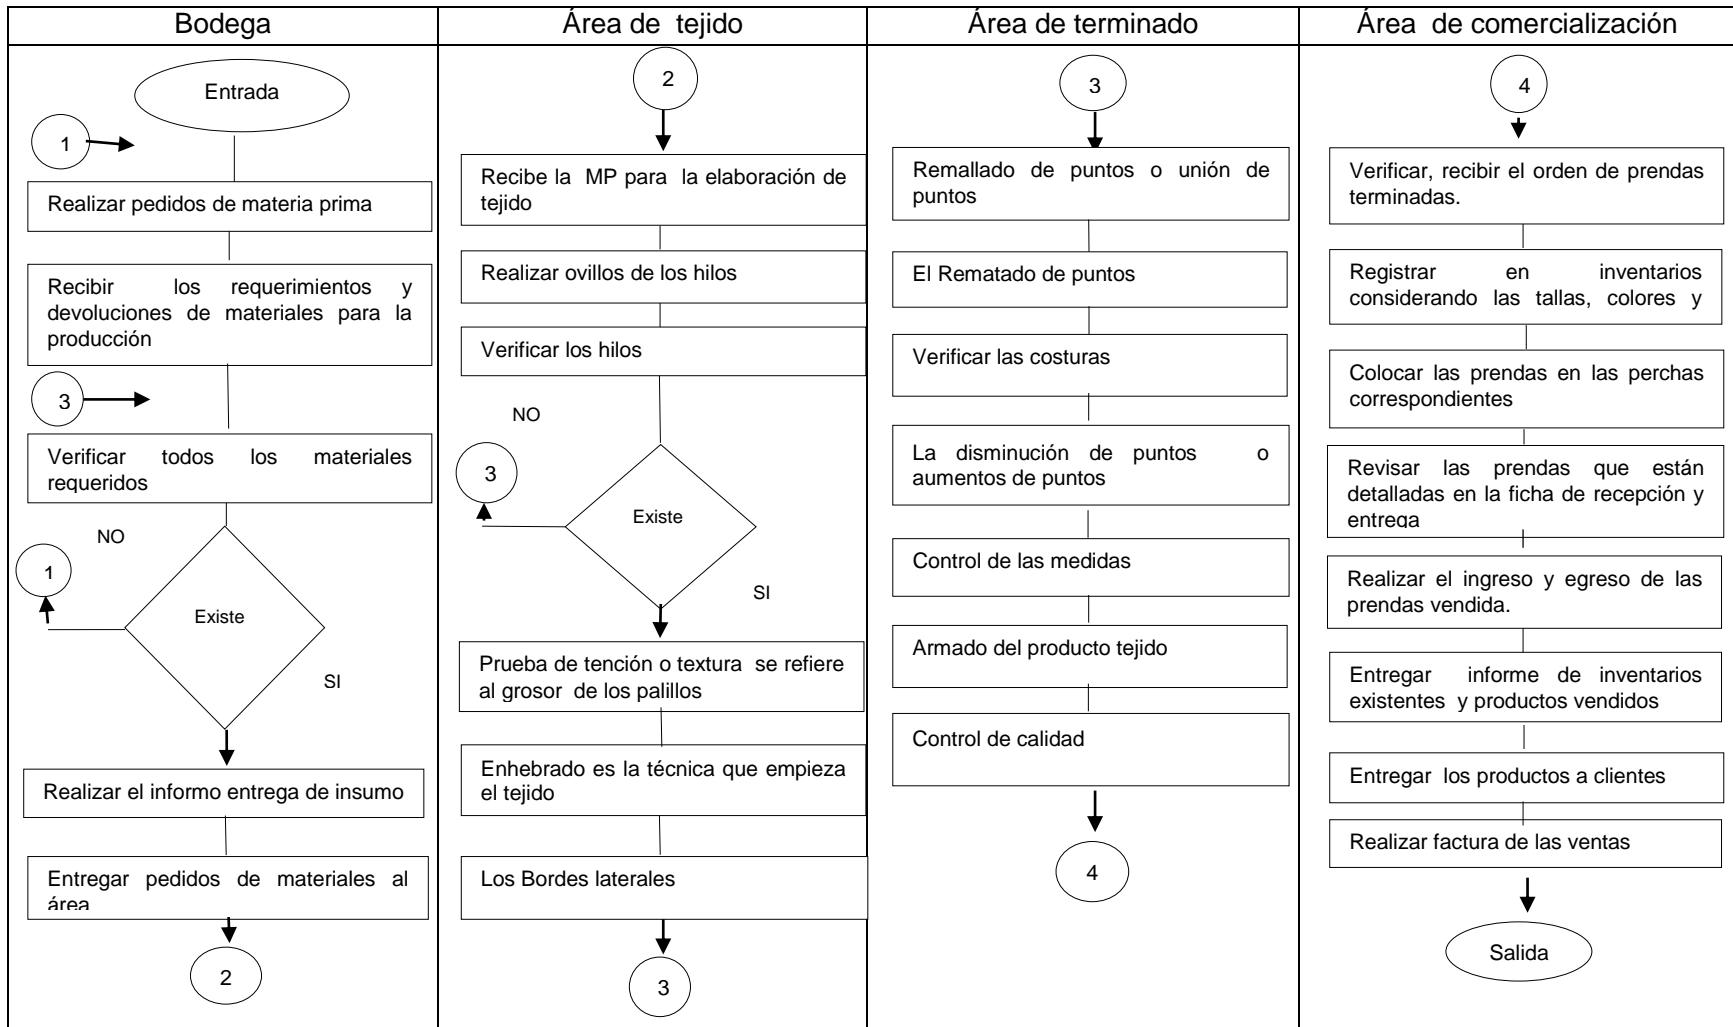 Bodega
Entrada
1
Realizar pedidos de materia prima
Recibir los requerimientos y
devoluciones de materiales para la
producción
3
Verificar todos los materiales
requeridos
NO
1
Existe
SI
Realizar el informo entrega de insumo
Entregar pedidos de materiales al
área
2
Área de tejido
2
Recibe la MP para la elaboración de
tejido
Realizar ovillos de los hilos
Verificar los hilos
NO
3
Existe
SI
Prueba de tención o textura se refiere
al grosor de los palillos
Enhebrado es la técnica que empieza
el tejido
Los Bordes laterales
3
Área de terminado
3
Remallado de puntos o unión de
puntos
El Rematado de puntos
Verificar las costuras
La disminución de puntos o
aumentos de puntos
Control de las medidas
Armado del producto tejido
Control de calidad
4
Área de comercialización
4
Verificar, recibir el orden de prendas
terminadas.
Registrar en inventarios
considerando las tallas, colores y
Colocar las prendas en las perchas
correspondientes
Revisar las prendas que están
detalladas en la ficha de recepción y
entrega
Realizar el ingreso y egreso de las
prendas vendida.
Entregar informe de inventarios
existentes y productos vendidos
Entregar los productos a clientes
Realizar factura de las ventas
Salida